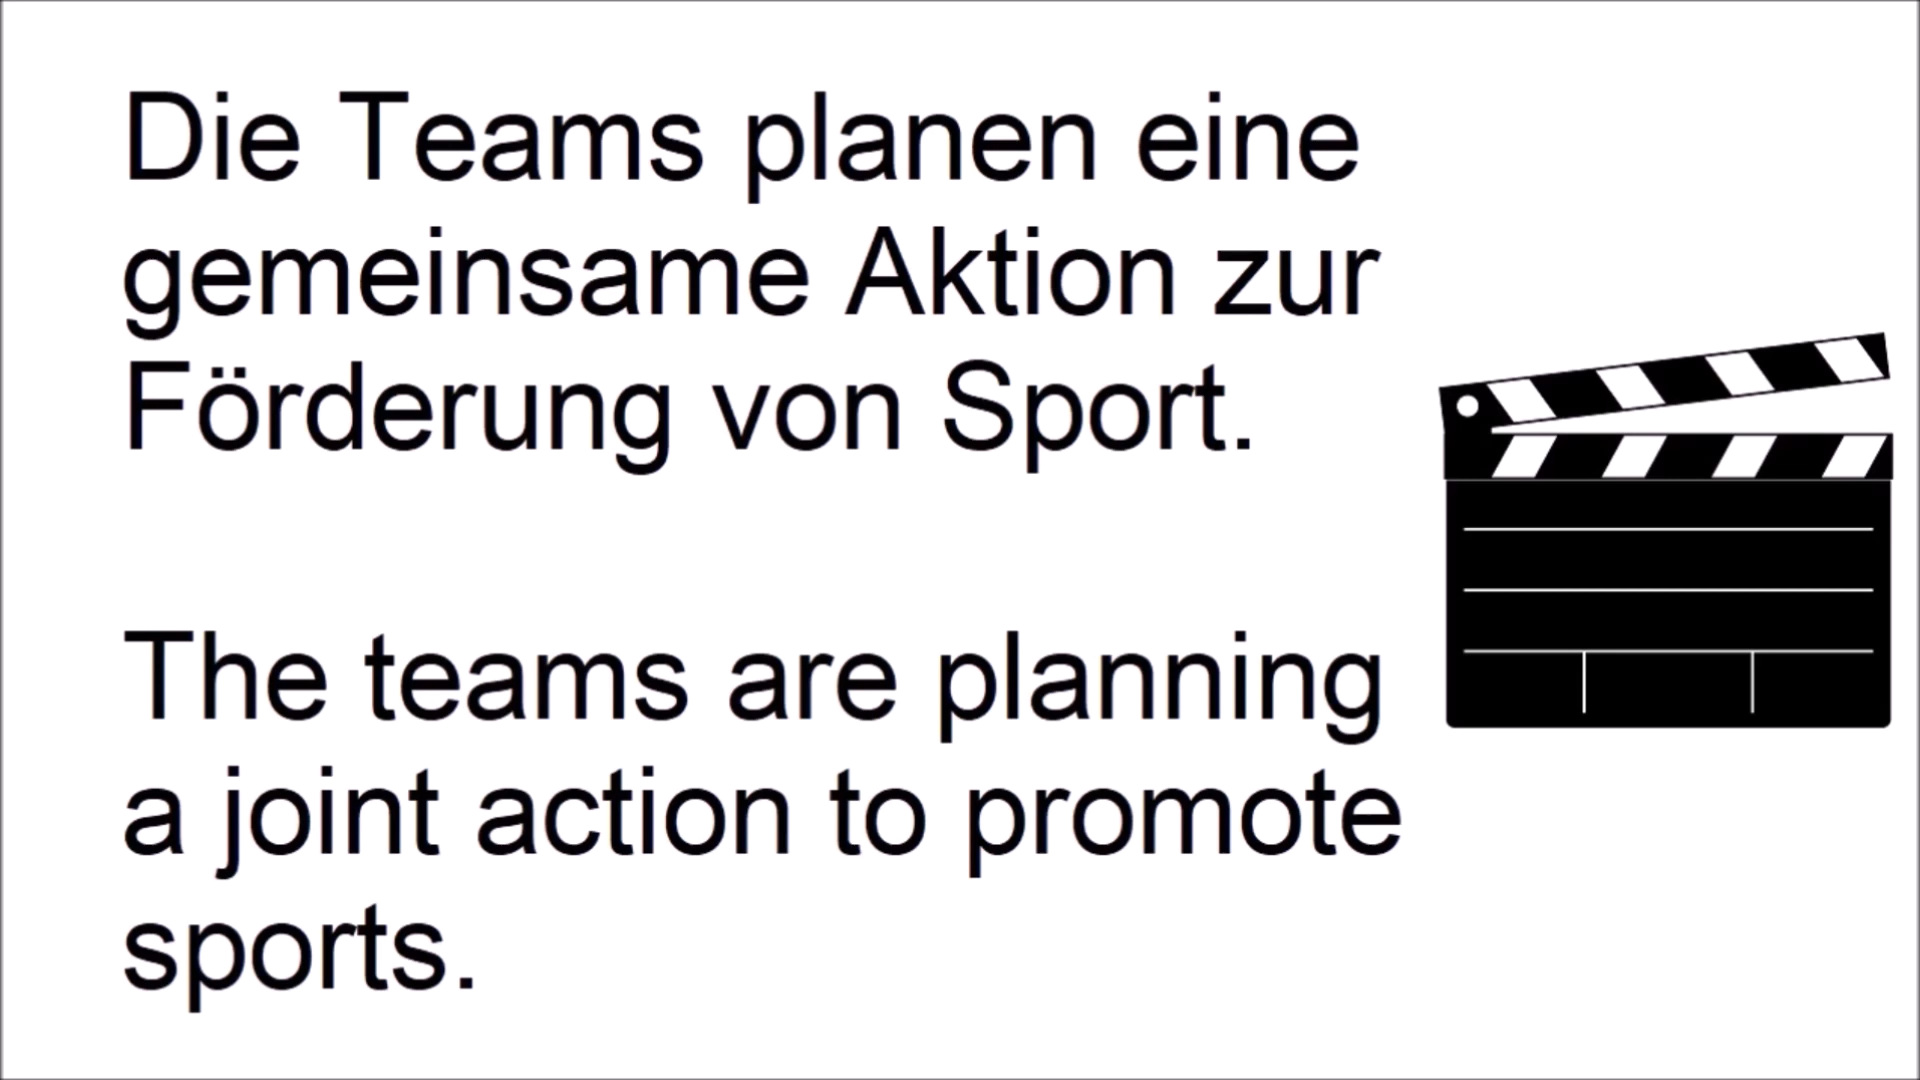 Die Teams planen eine
gemeinsame Aktion zur
Förderung von Sport.
The teams are planning
a joint action to promote
sports.